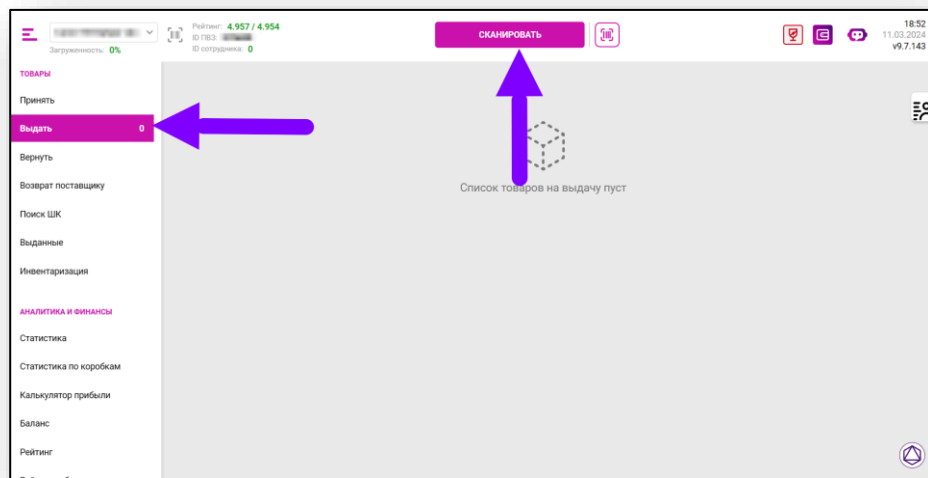 Рейтинг: 4.957 / 4.954
ID ПВЗ:
ID сотрудника: 0
Загруженность: 0%
СКАНИРОВАТЬ
18:52
11.03.2024
v9.7.143
ТОВАРЫ
Принять
Выдать 0
Вернуть
Возврат поставщику
Поиск ШК
Выданные
Инвентаризация
АНАЛИТИКА И ФИНАНСЫ
Статистика
Статистика по коробкам
Калькулятор прибыли
Баланс
Рейтинг
Список товаров на выдачу пуст